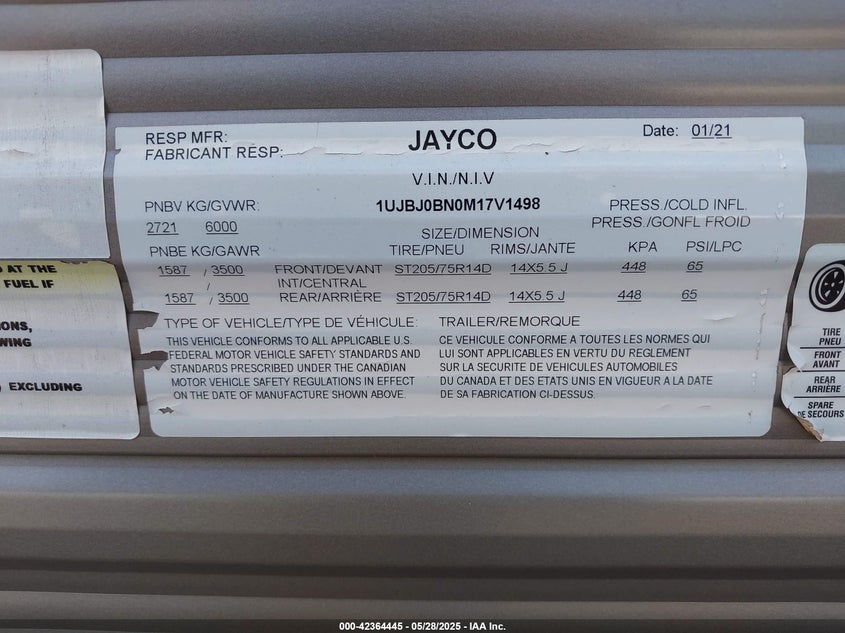 RESP MFR:
FABRICANT RESP:
JAYCO
Date: 01/21
V.I.N./N.I.V
PNBV KG/GVWR:
1UJBJ0BN0M17V1498
PRESS./COLD INFL.
2721 6000
SIZE/DIMENSION
PRESS./GONFL FROID
PNBE KG/GAWR
TIRE/PNEU RIMS/JANTE KPA PSI/LPC
1587 / 3500 FRONT/DEVANT ST205/75R14D 14X5.5 J 448 65
/ INT/CENTRAL
1587 / 3500 REAR/ARRIÈRE ST205/75R14D 14X5.5 J 448 65
TYPE OF VEHICLE/TYPE DE VÉHICULE: TRAILER/REMORQUE
THIS VEHICLE CONFORMS TO ALL APPLICABLE U.S.
FEDERAL MOTOR VEHICLE SAFETY STANDARDS AND
STANDARDS PRESCRIBED UNDER THE CANADIAN
MOTOR VEHICLE SAFETY REGULATIONS IN EFFECT
ON THE DATE OF MANUFACTURE SHOWN ABOVE.
CE VEHICULE CONFORME A TOUTES LES NORMES QUI
LUI SONT APPLICABLES EN VERTU DU REGLEMENT
SUR LA SECURITE DE VEHICULES AUTOMOBILES
DU CANADA ET DES ETATS UNIS EN VIGUEUR A LA DATE
DE SA FABRICATION CI-DESSUS.
AT THE
FUEL IF
EXCLUDING
TIRE
PNEU
FRONT
AVANT
REAR
ARRIÈRE
SPARE
DE SECOURS
000-42364445 - 05/28/2025 - IAA Inc.